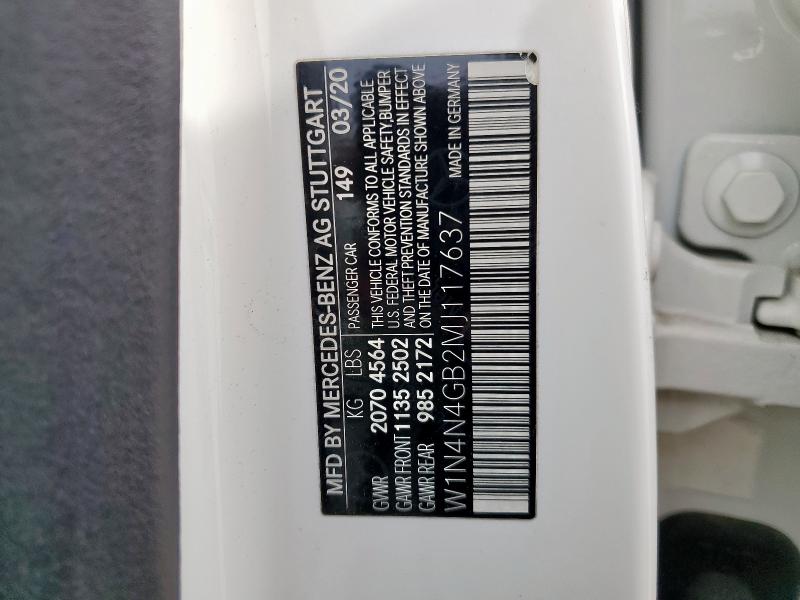 MFD BY MERCEDES-BENZ AG STUTTGART
KG LBS PASSENGER CAR 149 03/20
GVWR 2070 4564 THIS VEHICLE CONFORMS TO ALL APPLICABLE
GAWR FRONT 1135 2502 U.S. FEDERAL MOTOR VEHICLE SAFETY,BUMPER,
GAWR REAR 985 2172 AND THEFT PREVENTION STANDARDS IN EFFECT
ON THE DATE OF MANUFACTURE SHOWN ABOVE
W1N4N4GB2MJ117637 MADE IN GERMANY